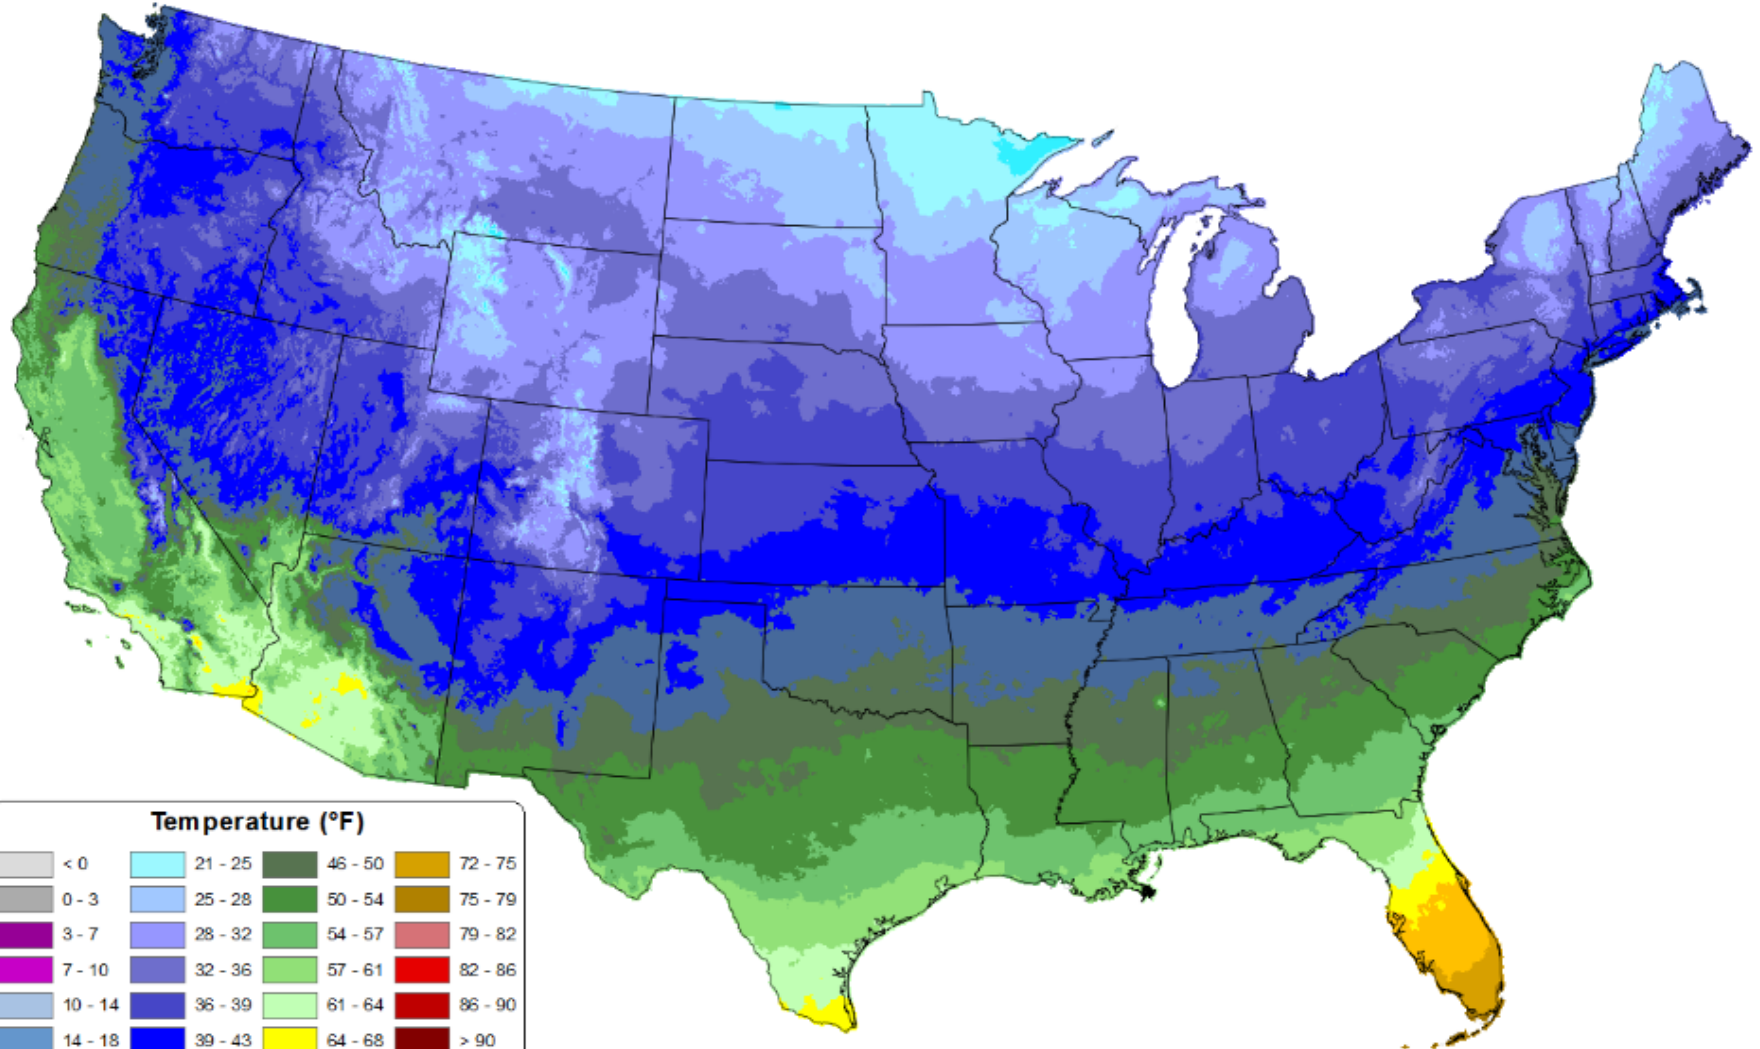 Temperature (°F)
< 0 21 - 25 46 - 50 72 - 75
0 - 3 25 - 28 50 - 54 75 - 79
3 - 7 28 - 32 54 - 57 79 - 82
7 - 10 32 - 36 57 - 61 82 - 86
10 - 14 36 - 39 61 - 64 86 - 90
14 - 18 39 - 43 64 - 68 > 90